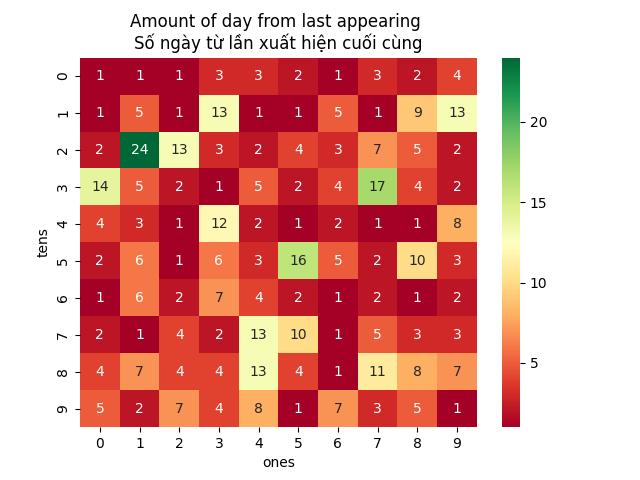 Amount of day from last appearing
Số ngày từ lần xuất hiện cuối cùng
0 1 1 1 3 3 2 1 3 2 4
1 1 5 1 13 1 1 5 1 9 13
2 2 24 13 3 2 4 3 7 5 2
3 14 5 2 1 5 2 4 17 4 2
4 4 3 1 12 2 1 2 1 1 8
5 2 6 1 6 3 16 5 2 10 3
6 1 6 2 7 4 2 1 2 1 2
7 2 1 4 2 13 10 1 5 3 3
8 4 7 4 4 13 4 1 11 8 7
9 5 2 7 4 8 1 7 3 5 1
0 1 2 3 4 5 6 7 8 9
ones
tens
20
15
10
5